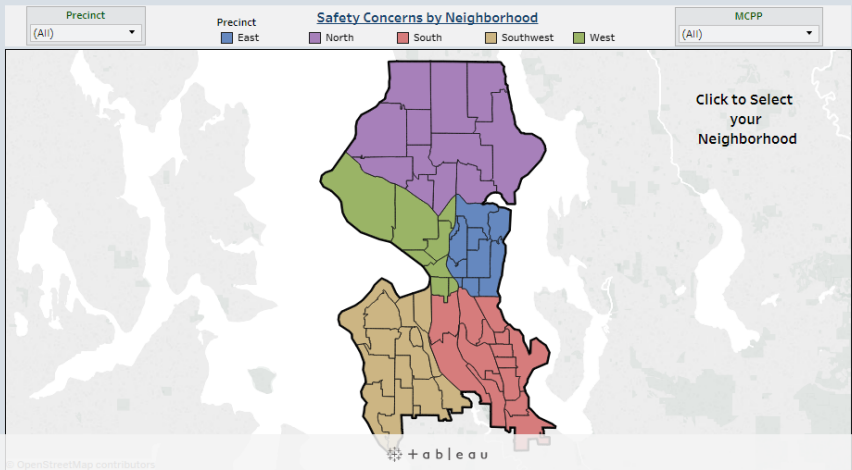 Precinct
(All)
Precinct
Safety Concerns by Neighborhood
East
North
South
Southwest
West
MCPP
(All)
Click to Select
your
Neighborhood
+ableau
© OpenStreetMap contributors